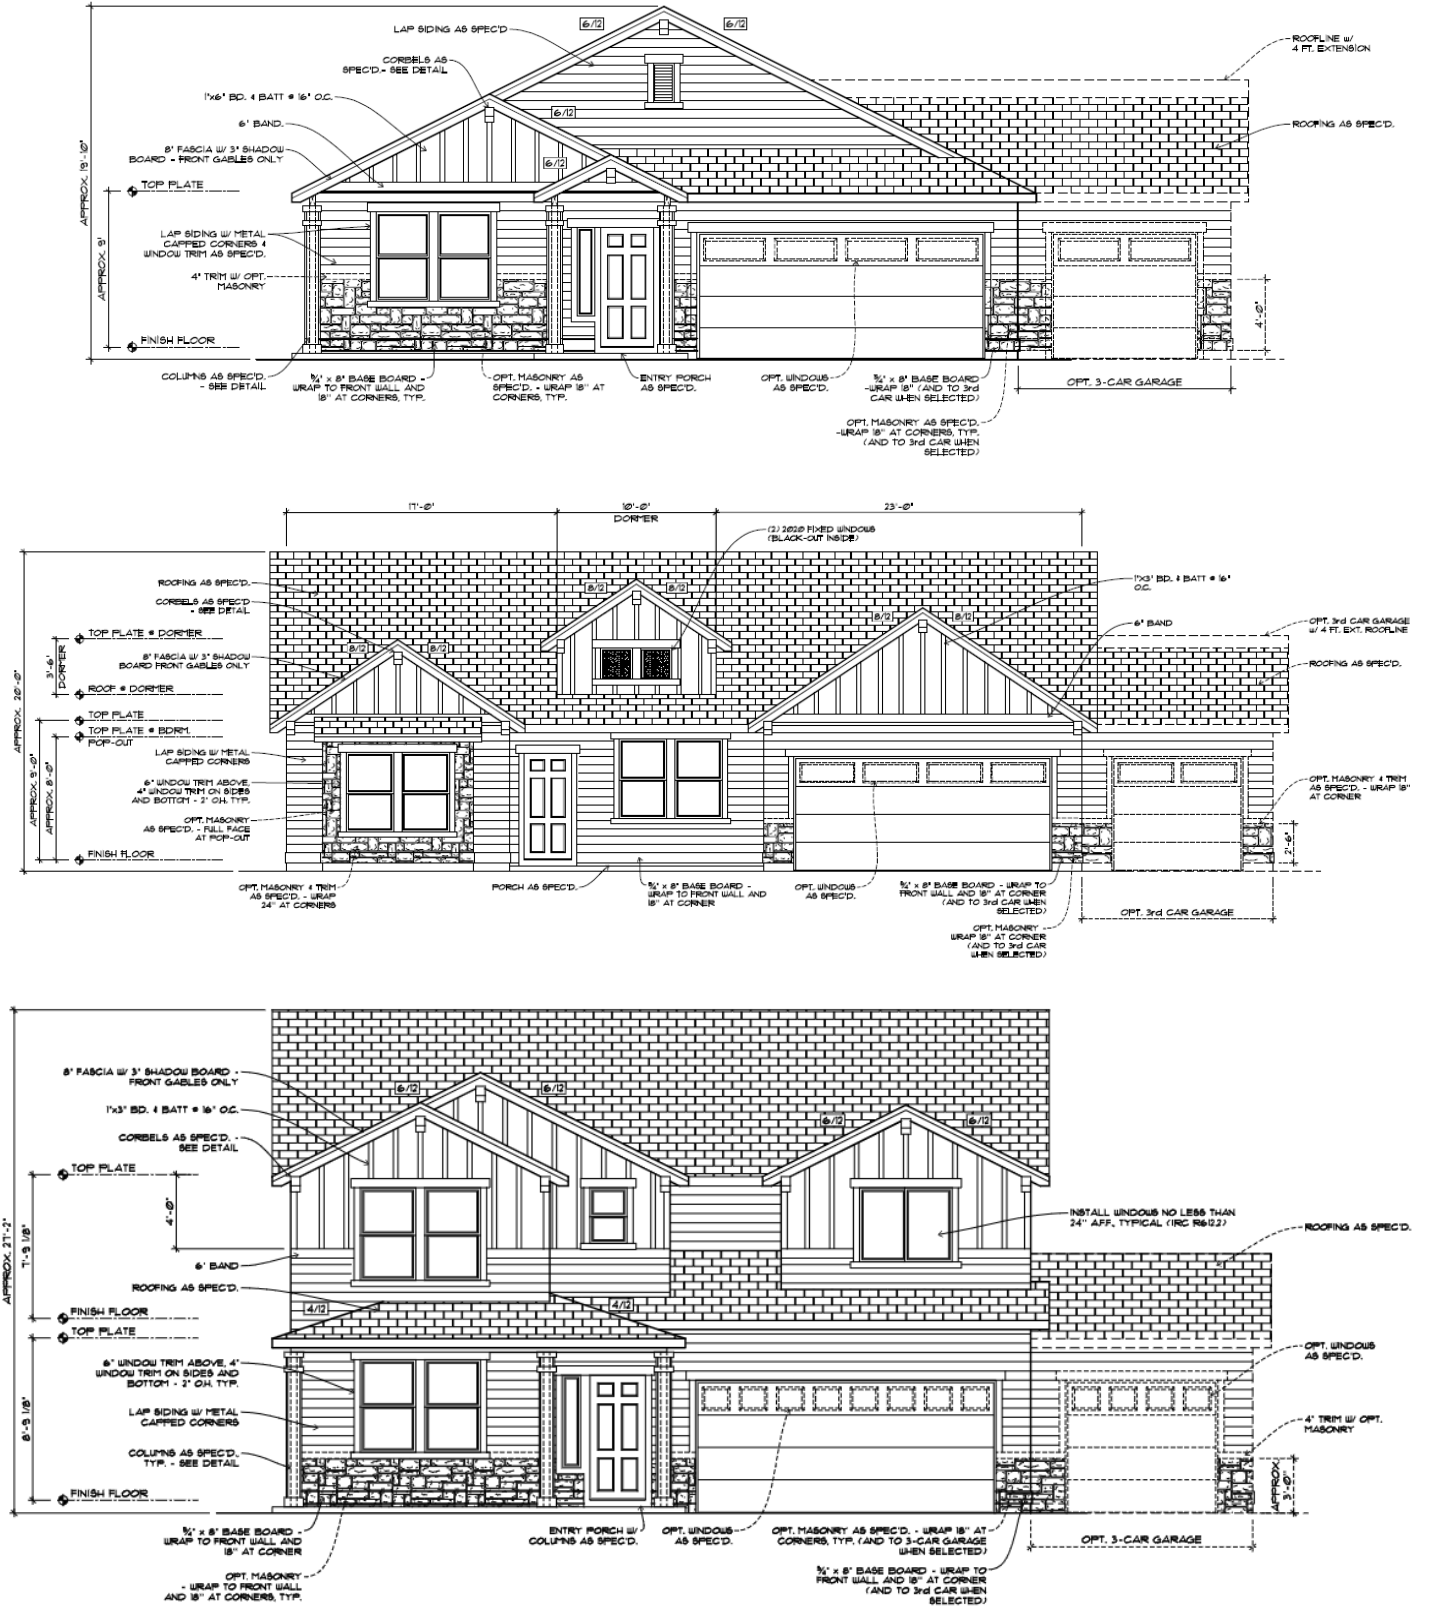 6/12
6/12
LAP SIDING AS SPEC'D
ROOFLINE W/
4 FT. EXTENSION
CORBELS AS
SPEC'D.- SEE DETAIL
1"x6" BD. & BATT @ 16" O.C.
6/12
6" BAND.
ROOFING AS SPEC'D.
8" FASCIA W/ 3" SHADOW
BOARD - FRONT GABLES ONLY
6/12
APPROX. 19'-10"
TOP PLATE
LAP SIDING W/ METAL
CAPPED CORNERS &
WINDOW TRIM AS SPEC'D.
APPROX. 9'
4" TRIM W/ OPT.
MASONRY
4'-0"
FINISH FLOOR
COLUMNS AS SPEC'D.
- SEE DETAIL
¾" x 8" BASE BOARD -
WRAP TO FRONT WALL AND
18" AT CORNERS, TYP.
OPT. MASONRY AS
SPEC'D. - WRAP 18" AT
CORNERS, TYP.
ENTRY PORCH
AS SPEC'D.
OPT. WINDOWS
AS SPEC'D.
¾" x 8" BASE BOARD
-WRAP 18" (AND TO 3rd
CAR WHEN SELECTED)
OPT. 3-CAR GARAGE
OPT. MASONRY AS SPEC'D.
-WRAP 18" AT CORNERS, TYP.
(AND TO 3rd CAR WHEN
SELECTED)
17'-0"
10'-0"
DORMER
23'-0"
(2) 2020 FIXED WINDOWS
(BLACK-OUT INSIDE)
ROOFING AS SPEC'D.
8/12
8/12
1"X3" BD. & BATT @ 16"
O.C.
CORBELS AS SPEC'D
- SEE DETAIL
8/12
8/12
6" BAND
OPT. 3rd CAR GARAGE
W/ 4 FT. EXT. ROOFLINE
TOP PLATE @ DORMER
8/12
8/12
8" FASCIA W/ 3" SHADOW
BOARD FRONT GABLES ONLY
ROOFING AS SPEC'D.
3'-6"
DORMER
APPROX. 20'-0"
ROOF @ DORMER
TOP PLATE
TOP PLATE @ BDRM.
POP-OUT
LAP SIDING W/ METAL
CAPPED CORNERS
6" WINDOW TRIM ABOVE,
4" WINDOW TRIM ON SIDES
AND BOTTOM - 2" O.H. TYP.
OPT. MASONRY & TRIM
AS SPEC'D. - WRAP 18"
AT CORNER
APPROX. 9'-0"
APPROX. 8'-0"
OPT. MASONRY
AS SPEC'D. - FULL FACE
AT POP-OUT
2'-6"
FINISH FLOOR
OPT. MASONRY & TRIM
AS SPEC'D. - WRAP
24" AT CORNERS
PORCH AS SPEC'D.
¾" x 8" BASE BOARD -
WRAP TO FRONT WALL AND
18" AT CORNER
OPT. WINDOWS
AS SPEC'D.
¾" x 8" BASE BOARD - WRAP TO
FRONT WALL AND 18" AT CORNER
(AND TO 3rd CAR WHEN
SELECTED)
OPT. 3rd CAR GARAGE
OPT. MASONRY -
WRAP 18" AT CORNER
(AND TO 3rd CAR
WHEN SELECTED)
8" FASCIA W/ 3" SHADOW BOARD -
FRONT GABLES ONLY
6/12
6/12
1"x3" BD. & BATT @ 16" O.C.
6/12
6/12
CORBELS AS SPEC'D. -
SEE DETAIL
TOP PLATE
4'-0"
INSTALL WINDOWS NO LESS THAN
24" A.F.F., TYPICAL (IRC R612.2)
ROOFING AS SPEC'D.
APPROX. 27'-2"
7'-9 1/8"
6" BAND
ROOFING AS SPEC'D.
4/12
4/12
FINISH FLOOR
TOP PLATE
OPT. WINDOWS
AS SPEC'D.
6" WINDOW TRIM ABOVE, 4"
WINDOW TRIM ON SIDES AND
BOTTOM - 2" O.H. TYP.
8'-9 1/8"
LAP SIDING W/ METAL
CAPPED CORNERS
4" TRIM W/ OPT.
MASONRY
COLUMNS AS SPEC'D.,
TYP. - SEE DETAIL
APPROX.
3'-0"
FINISH FLOOR
¾" x 8" BASE BOARD -
WRAP TO FRONT WALL AND
18" AT CORNER
ENTRY PORCH W/
COLUMNS AS SPEC'D.
OPT. WINDOWS
AS SPEC'D.
OPT. MASONRY AS SPEC'D. - WRAP 18" AT
CORNERS, TYP. (AND TO 3-CAR GARAGE
WHEN SELECTED)
OPT. 3-CAR GARAGE
OPT. MASONRY
- WRAP TO FRONT WALL
AND 18" AT CORNERS, TYP.
¾" x 8" BASE BOARD - WRAP TO
FRONT WALL AND 18" AT CORNER
(AND TO 3rd CAR WHEN
SELECTED)